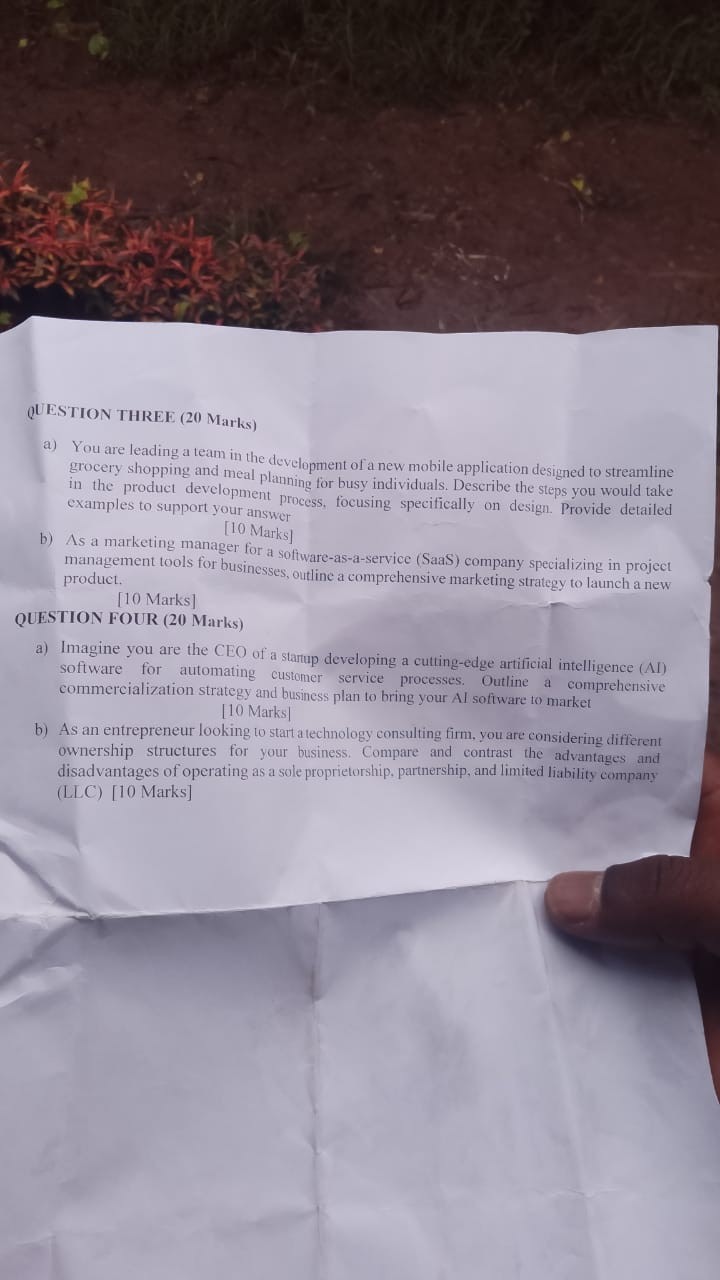 QUESTION THREE (20 Marks)
a) You are leading a team in the development of a new mobile application designed to streamline
grocery shopping and meal planning for busy individuals. Describe the steps you would take
in the product development process, focusing specifically on design. Provide detailed
examples to support your answer
[10 Marks]
b) As a marketing manager for a software-as-a-service (SaaS) company specializing in project
management tools for businesses, outline a comprehensive marketing strategy to launch a new
product.
[10 Marks]
QUESTION FOUR (20 Marks)
a) Imagine you are the CEO of a startup developing a cutting-edge artificial intelligence (AI)
software for automating customer service processes. Outline a comprehensive
commercialization strategy and business plan to bring your AI software to market
[10 Marks]
b) As an entrepreneur looking to start a technology consulting firm, you are considering different
ownership structures for your business. Compare and contrast the advantages and
disadvantages of operating as a sole proprietorship, partnership, and limited liability company
(LLC) [10 Marks]